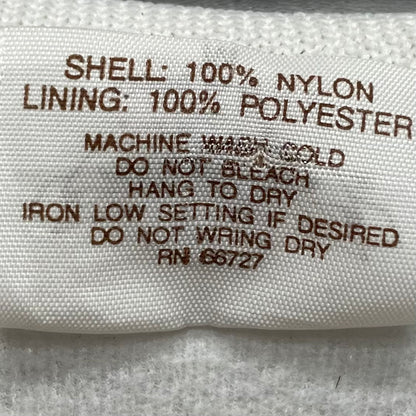 SHELL: 100% NYLON
LINING: 100% POLYESTER
MACHINE WASH COLD
DO NOT BLEACH
HANG TO DRY
IRON LOW SETTING IF DESIRED
DO NOT WRING DRY
RN 66727